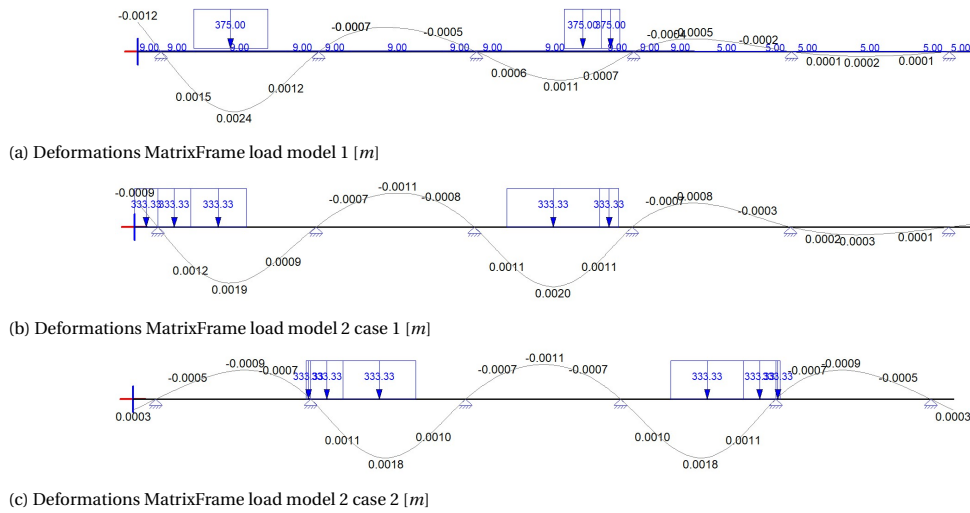 -0.0012 375.00 -0.0007 -0.0005 375.00 375.00 -0.0004 -0.0005 -0.0002
9.00 9.00 9.00 9.00 9.00 9.00 9.00 9.00 9.00 9.00 9.00 9.00 5.00 5.00 5.00 5.00 5.00 5.00
0.0015 0.0024 0.0012 0.0006 0.0011 0.0007 0.0001 0.0002 0.0001
(a) Deformations MatrixFrame load model 1 [m]
-0.0009 333.33 333.33 333.33 -0.0007 -0.0011 -0.0008 333.33 333.33 -0.0007 -0.0008 -0.0003
0.0012 0.0019 0.0009 0.0011 0.0020 0.0011 0.0002 0.0003 0.0001
(b) Deformations MatrixFrame load model 2 case 1 [m]
-0.0005 -0.0009 -0.0007 333.33 333.33 333.33 -0.0007 -0.0011 -0.0007 333.33 333.33 333.33 -0.0007 -0.0009 -0.0005
0.0003 0.0011 0.0018 0.0010 0.0010 0.0018 0.0011 0.0003
(c) Deformations MatrixFrame load model 2 case 2 [m]